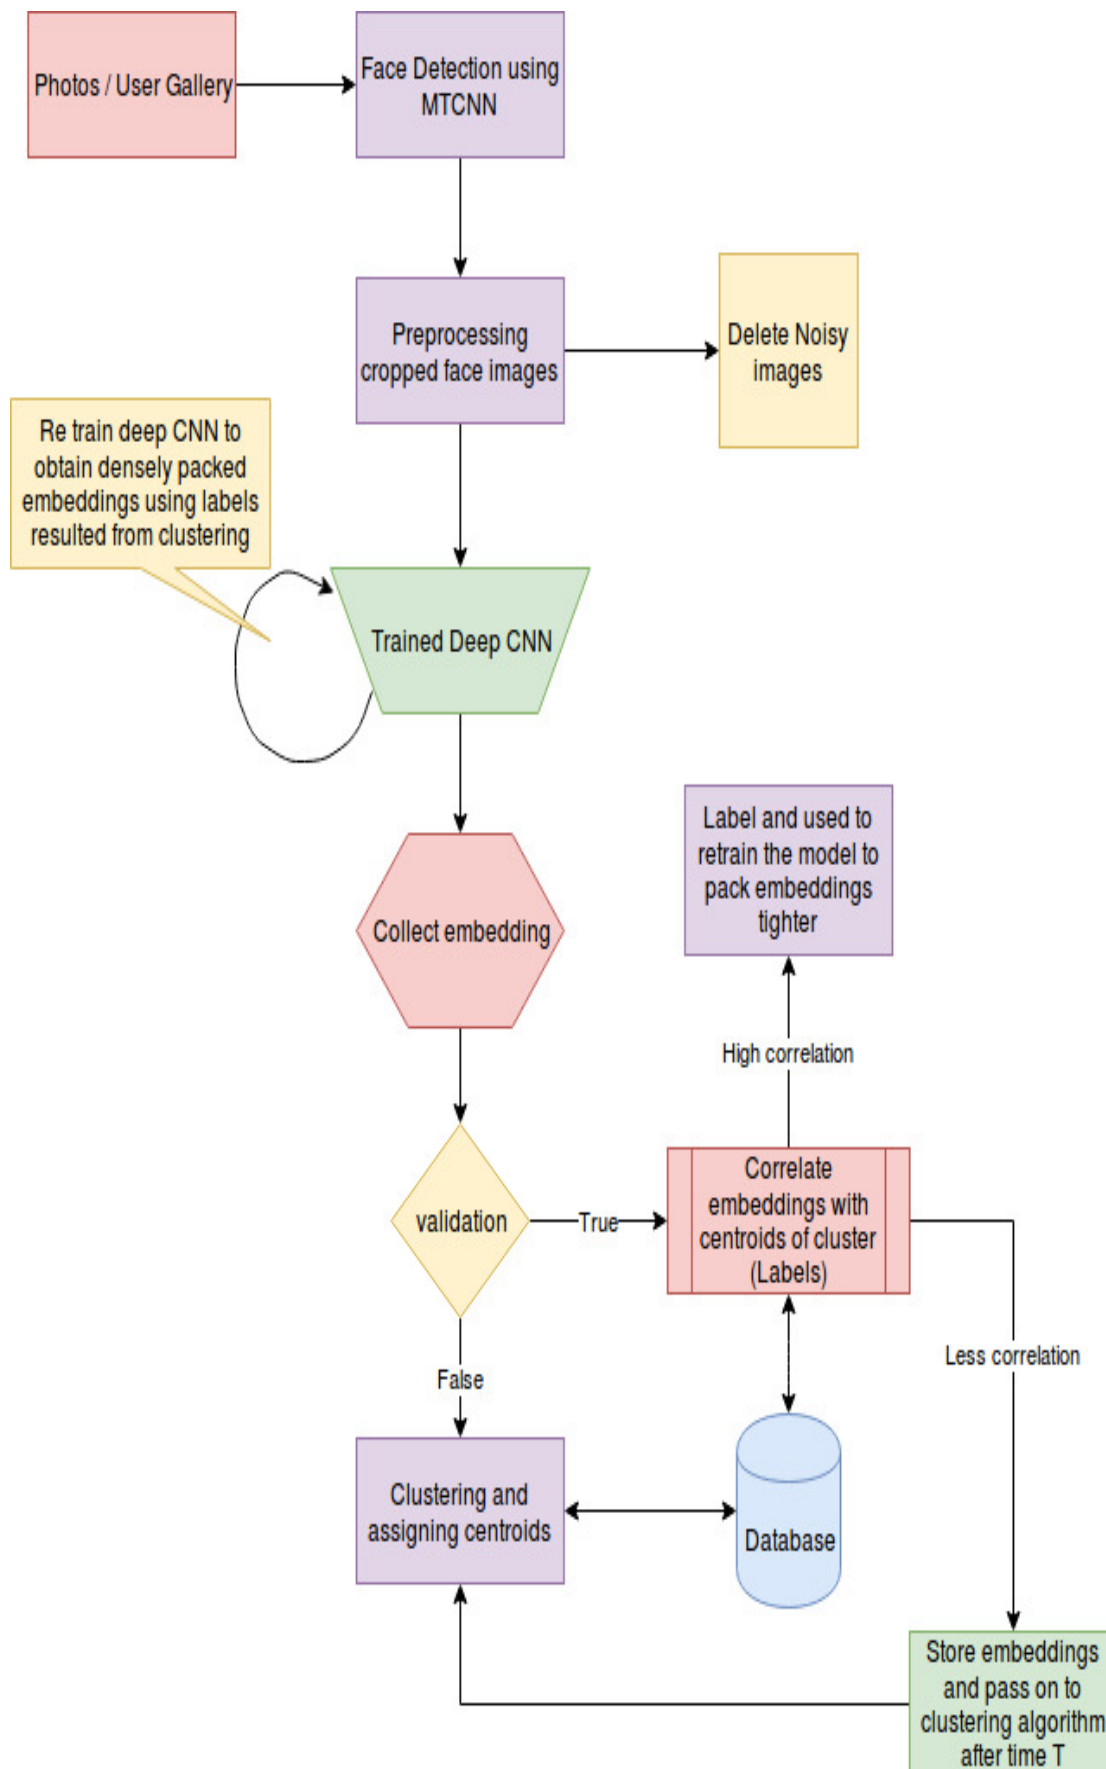 Photos / User Gallery
Face Detection using
MTCNN
Preprocessing
cropped face images
Delete Noisy
images
Re train deep CNN to
obtain densely packed
embeddings using labels
resulted from clustering
Trained Deep CNN
Collect embedding
Label and used to
retrain the model to
pack embeddings
tighter
High correlation
validation
True
Correlate
embeddings with
centroids of cluster
(Labels)
Less correlation
False
Clustering and
assigning centroids
Database
Store embeddings
and pass on to
clustering algorithm
after time T